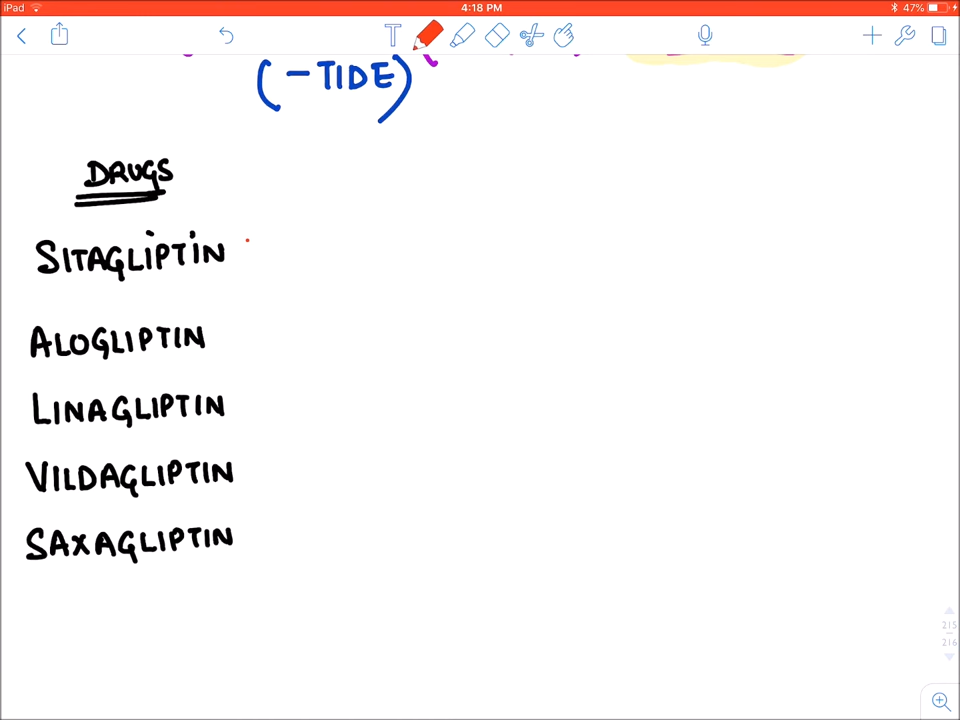 iPad 4:18 PM 47%
T
(-TIDE)
DRUGS
SITAGLIPTIN
ALOGLIPTIN
LINAGLIPTIN
VILDAGLIPTIN
SAXAGLIPTIN
215
216